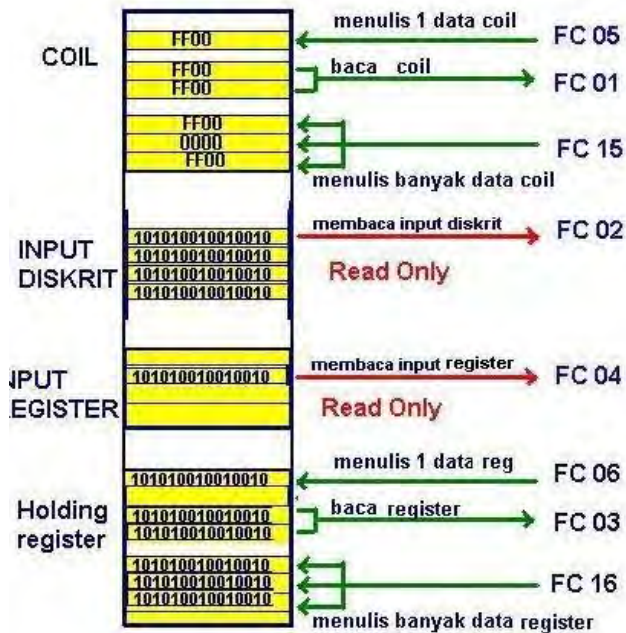 menulis 1 data coil
FF00 FC 05
COIL
FF00 baca coil
FF00 FC 01
FF00
0000 FC 15
FF00
menulis banyak data coil
membaca input diskrit FC 02
101010010010010
INPUT 101010010010010
DISKRIT 101010010010010 Read Only
101010010010010
membaca input register
NPUT 101010010010010 FC 04
EGISTER Read Only
menulis 1 data reg
101010010010010 FC 06
Holding 101010010010010 baca register FC 03
register 101010010010010
101010010010010
101010010010010 FC 16
101010010010010
menulis banyak data register